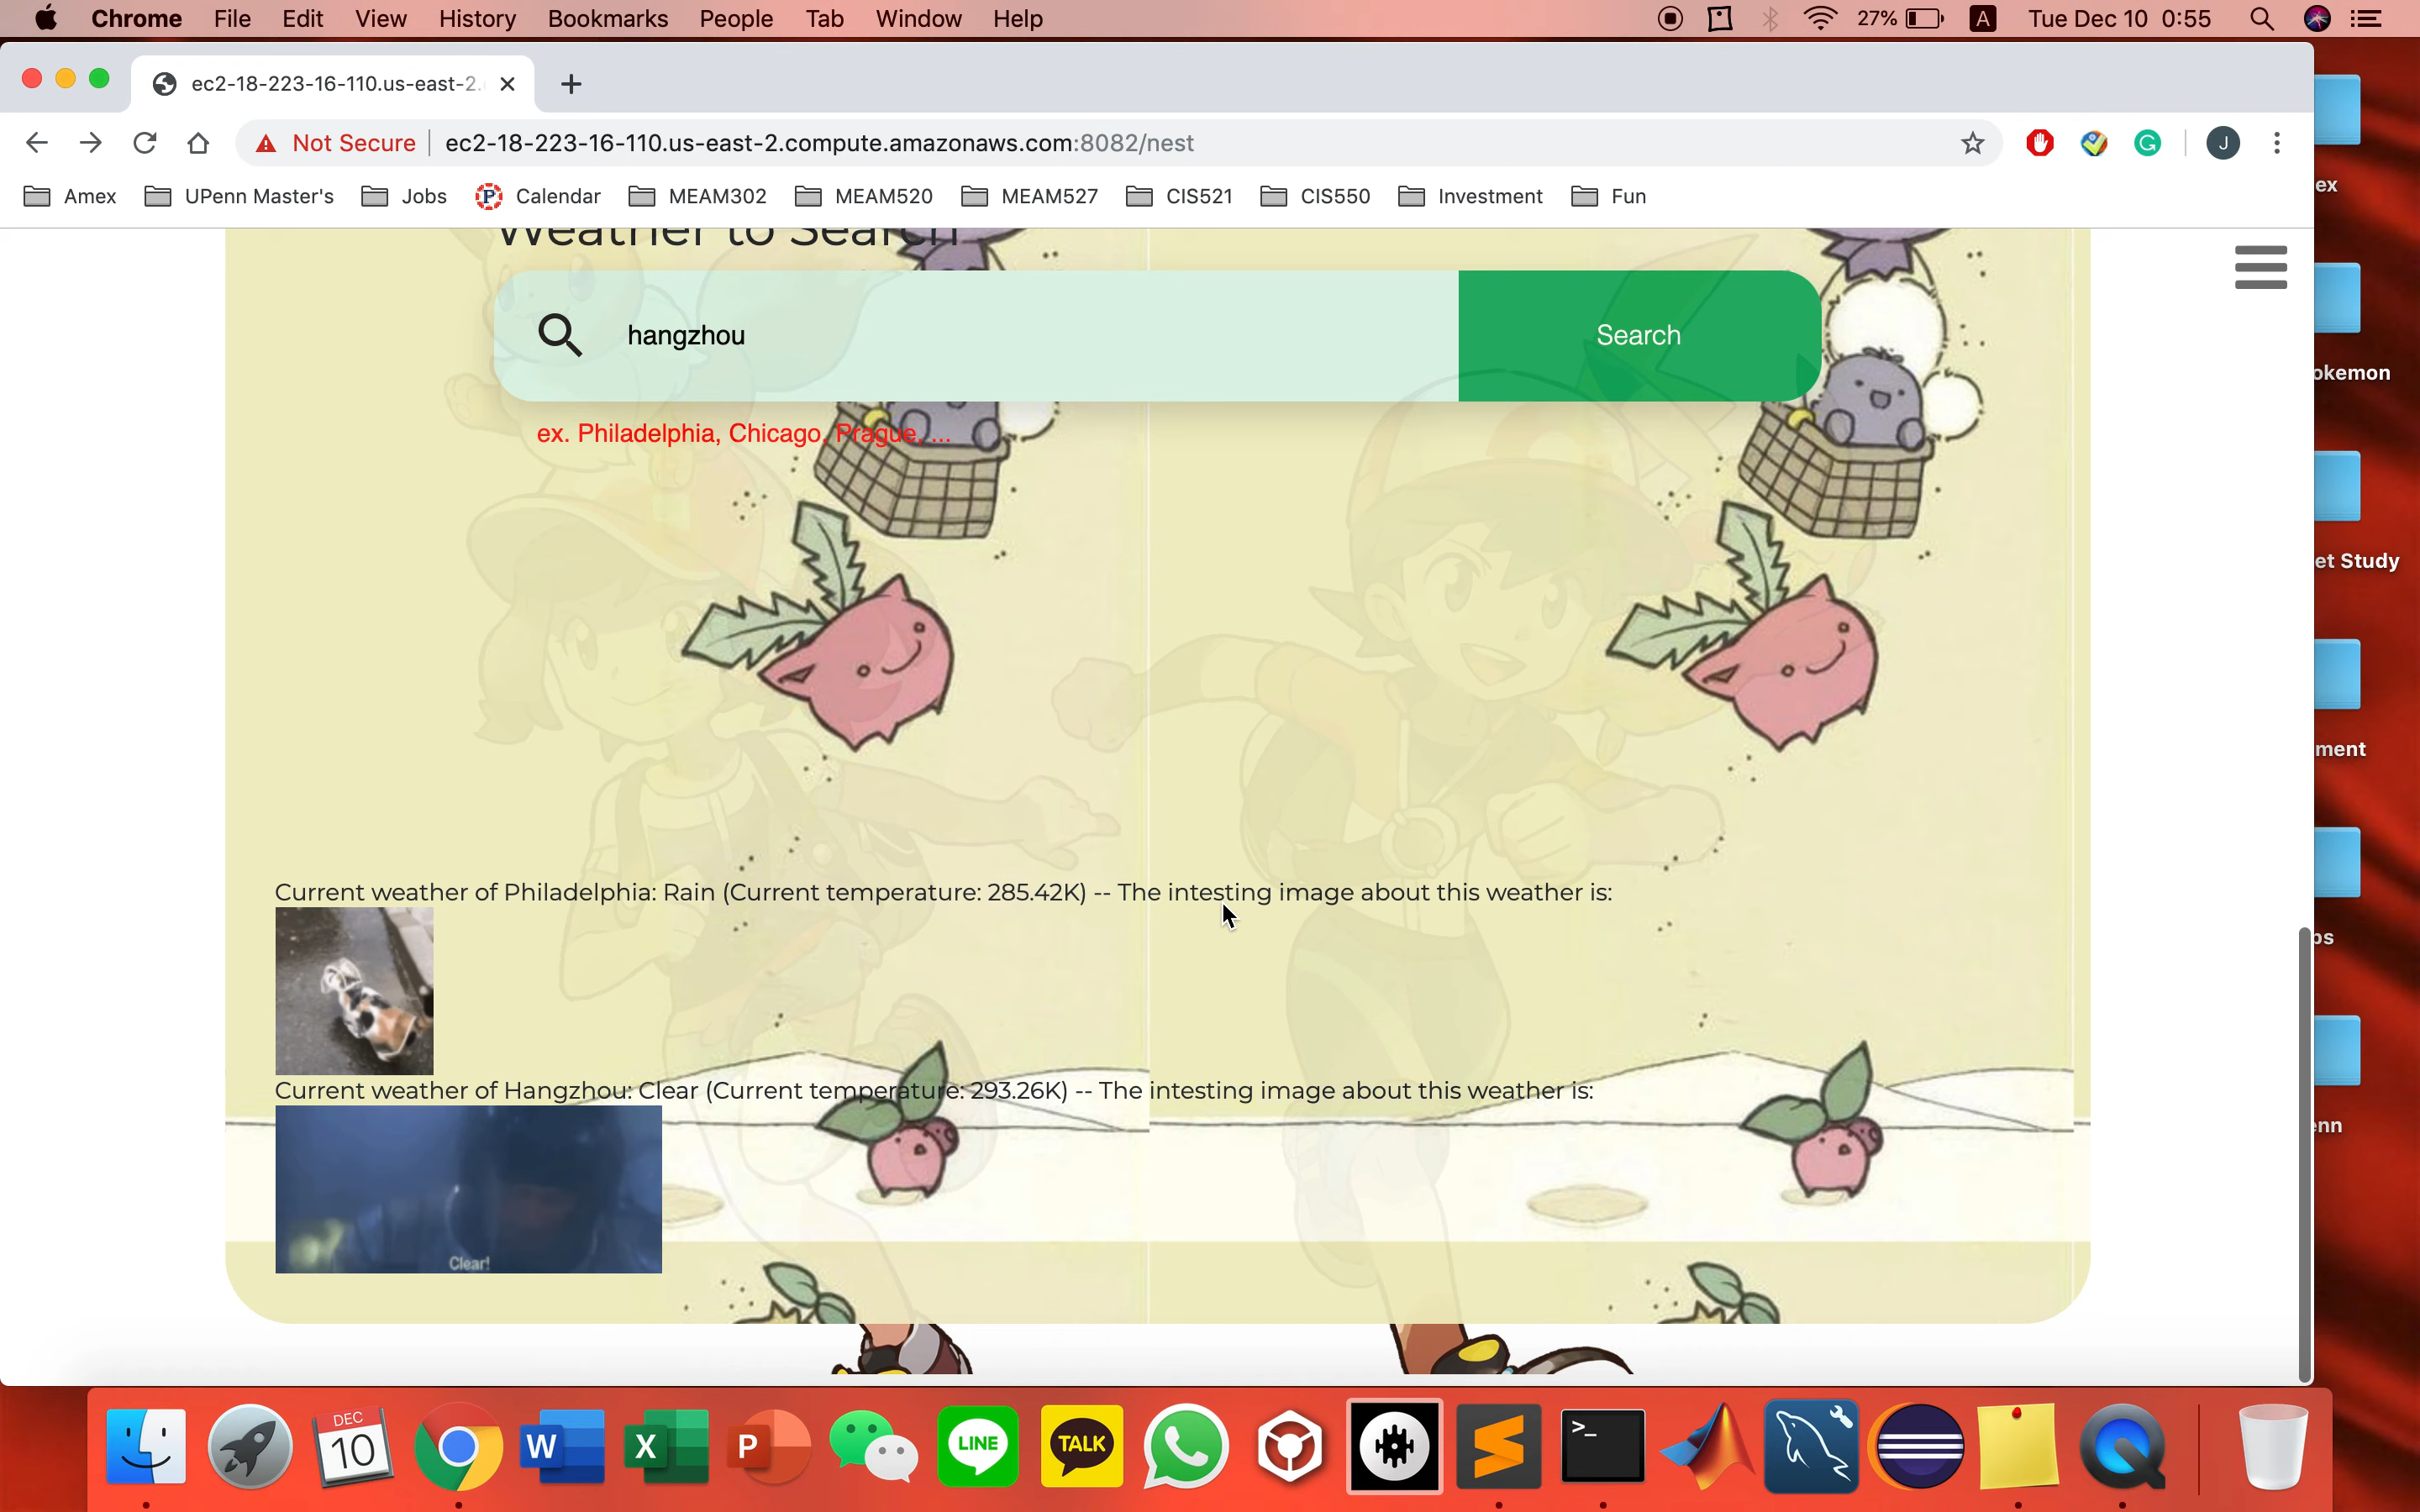 Chrome File Edit View History Bookmarks People Tab Window Help 27% A Tue Dec 10 0:55
ec2-18-223-16-110.us-east-2.
Not Secure ec2-18-223-16-110.us-east-2.compute.amazonaws.com:8082/nest J
Amex UPenn Master's Jobs P Calendar MEAM302 MEAM520 MEAM527 CIS521 CIS550 Investment Fun
ex
Weather to Search
hangzhou Search
okemon
ex. Philadelphia, Chicago, Prague, ...
et Study
ment
Current weather of Philadelphia: Rain (Current temperature: 285.42K) -- The intesting image about this weather is:
os
Current weather of Hangzhou: Clear (Current temperature: 293.26K) -- The intesting image about this weather is:
enn
Clear!
DEC
10 W X P LINE TALK >_